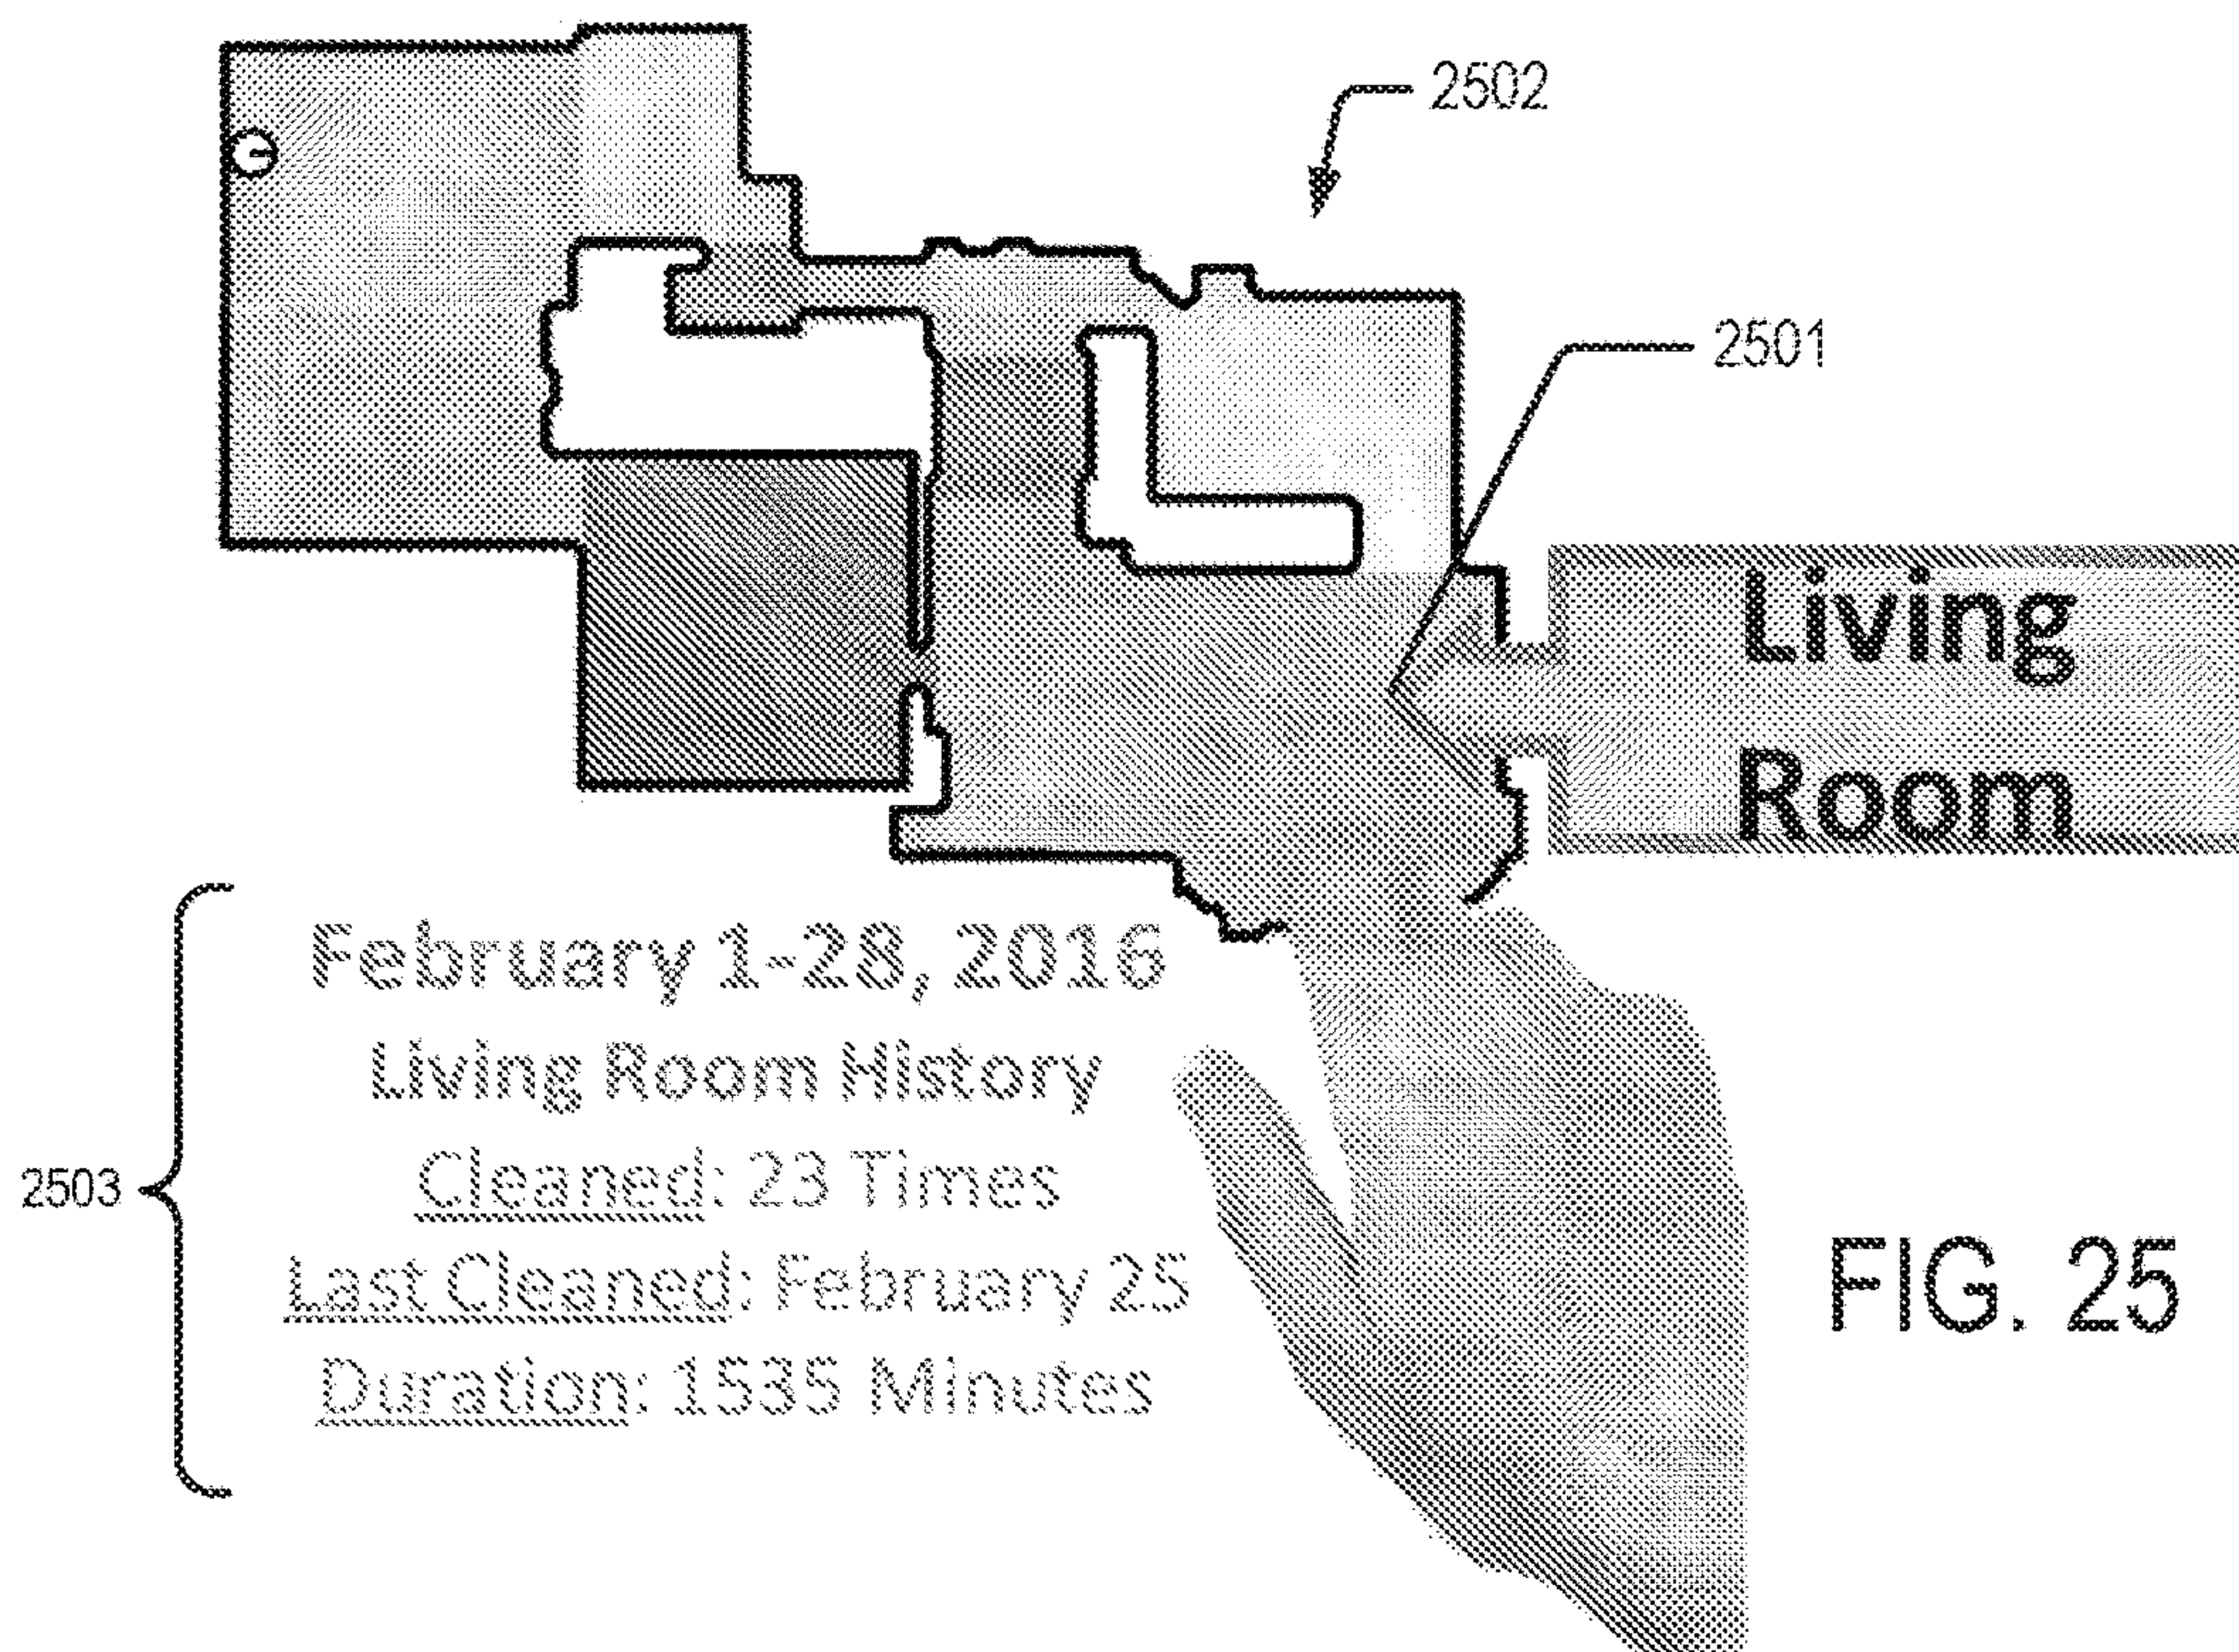 2502
2501
Living
Room
February 1-28, 2016
Living Room History
Cleaned: 23 Times
Last Cleaned: February 25
Duration: 1535 Minutes
2503
FIG. 25